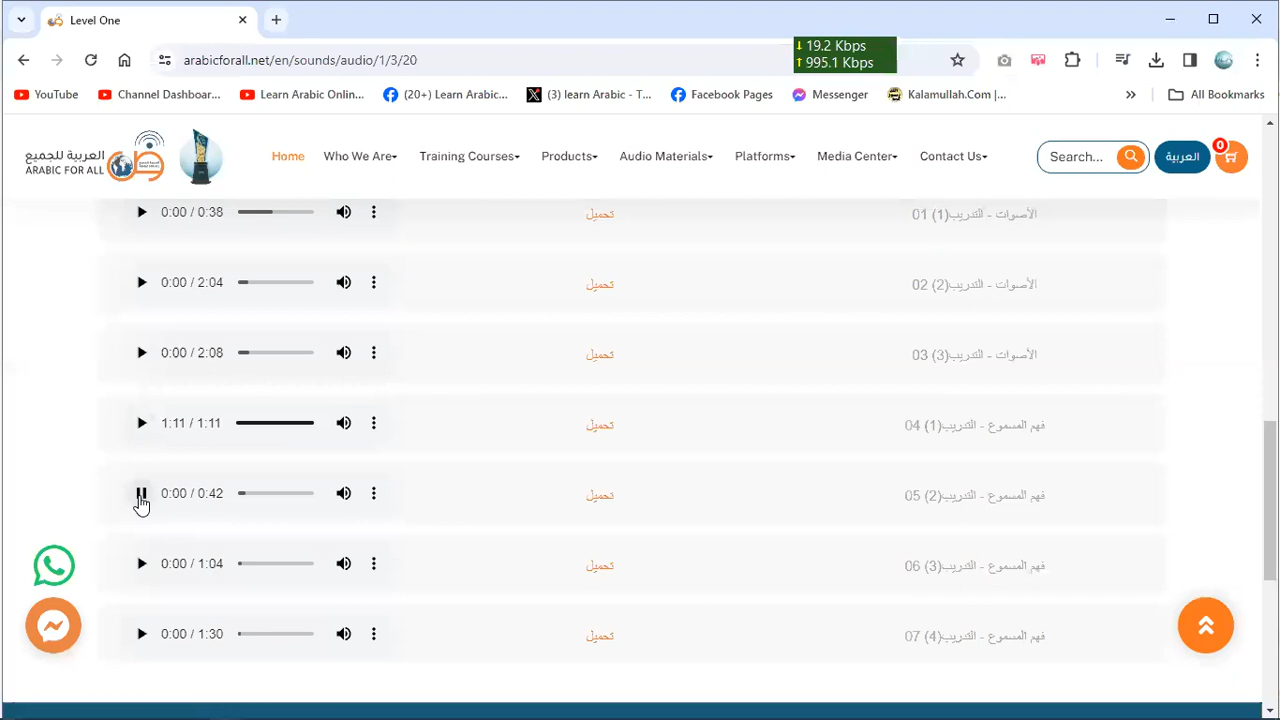 Level One
arabicforall.net/en/sounds/audio/1/3/20
↓ 19.2 Kbps
↑ 995.1 Kbps
YouTube
Channel Dashboar...
Learn Arabic Onlin...
(20+) Learn Arabic...
(3) learn Arabic - T...
Facebook Pages
Messenger
Kalamullah.Com |...
»
All Bookmarks
العربية للجميع
ARABIC FOR ALL
Home
Who We Are
Training Courses
Products
Audio Materials
Platforms
Media Center
Contact Us
Search...
العربية
0
0:00 / 0:38
تحميل
الأصوات - التدريب(1) 01
0:00 / 2:04
تحميل
الأصوات - التدريب(2) 02
0:00 / 2:08
تحميل
الأصوات - التدريب(3) 03
1:11 / 1:11
تحميل
فهم المسموع - التدريب(1) 04
0:00 / 0:42
تحميل
فهم المسموع - التدريب(2) 05
0:00 / 1:04
تحميل
فهم المسموع - التدريب(3) 06
0:00 / 1:30
تحميل
فهم المسموع - التدريب(4) 07